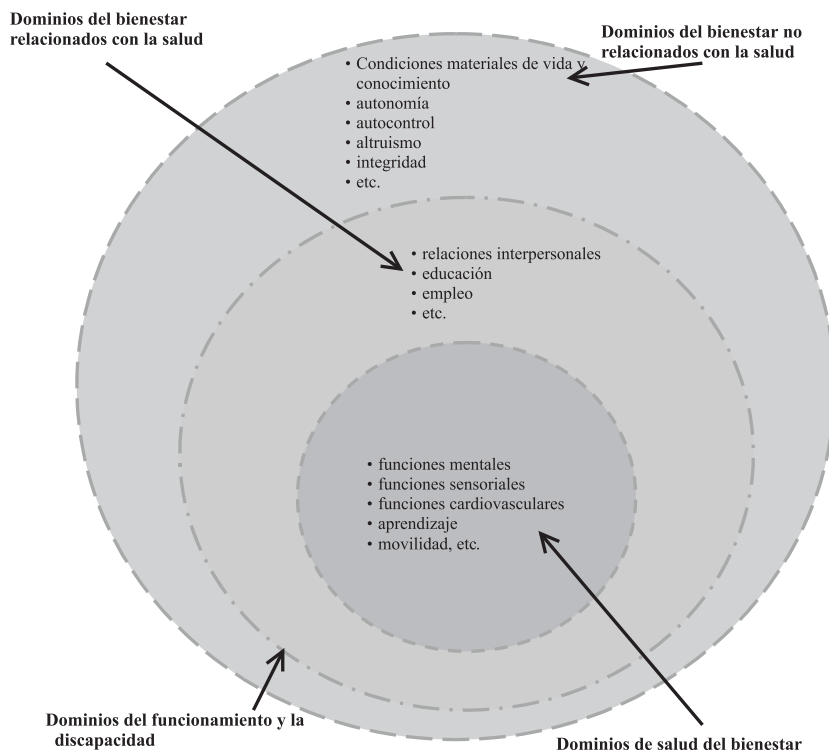 Dominios del bienestar
relacionados con la salud
Dominios del bienestar no
relacionados con la salud
• Condiciones materiales de vida y
conocimiento
• autonomía
• autocontrol
• altruismo
• integridad
• etc.
• relaciones interpersonales
• educación
• empleo
• etc.
• funciones mentales
• funciones sensoriales
• funciones cardiovasculares
• aprendizaje
• movilidad, etc.
Dominios del funcionamiento y la
discapacidad
Dominios de salud del bienestar